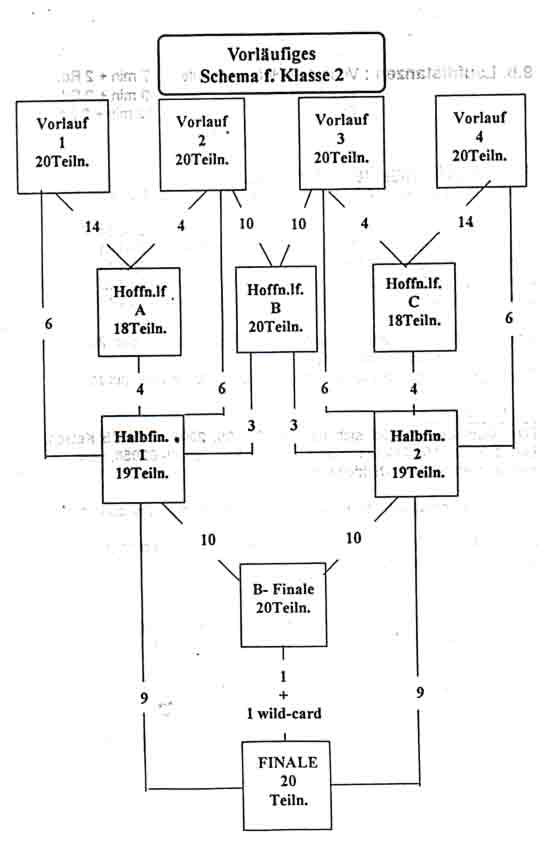 Vorläufiges
Schema f. Klasse 2
Vorlauf
1
20Teiln.
Vorlauf
2
20Teiln.
Vorlauf
3
20Teiln.
Vorlauf
4
20Teiln.
14
4
10
10
4
14
Hoffn.lf
A
18Teiln.
Hoffn.lf.
B
20Teiln.
Hoffn.lf.
C
18Teiln.
6
6
4
6
4
6
3
3
Halbfin.
1
19Teiln.
Halbfin.
2
19Teiln.
10
10
B- Finale
20Teiln.
9
1
+
1 wild-card
9
FINALE
20
Teiln.